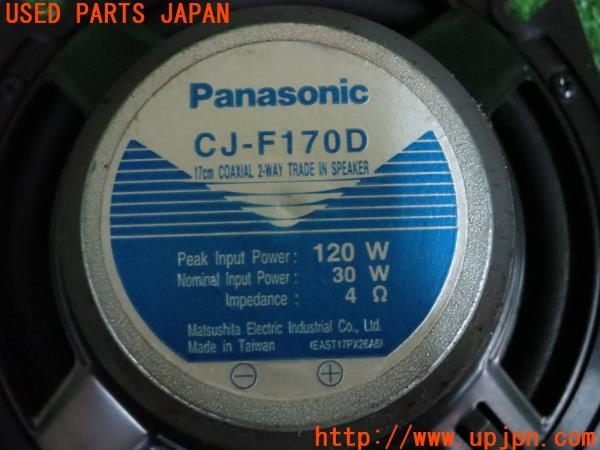 USED PARTS JAPAN
Panasonic
CJ-F170D
17cm COAXIAL 2-WAY TRADE IN SPEAKER
Peak Input Power: 120 W
Nominal Input Power: 30 W
Impedance: 4 Ω
Matsushita Electric Industrial Co., Ltd.
Made in Taiwan (EAST17PX26A6)
- +
http://www.upjpn.com/